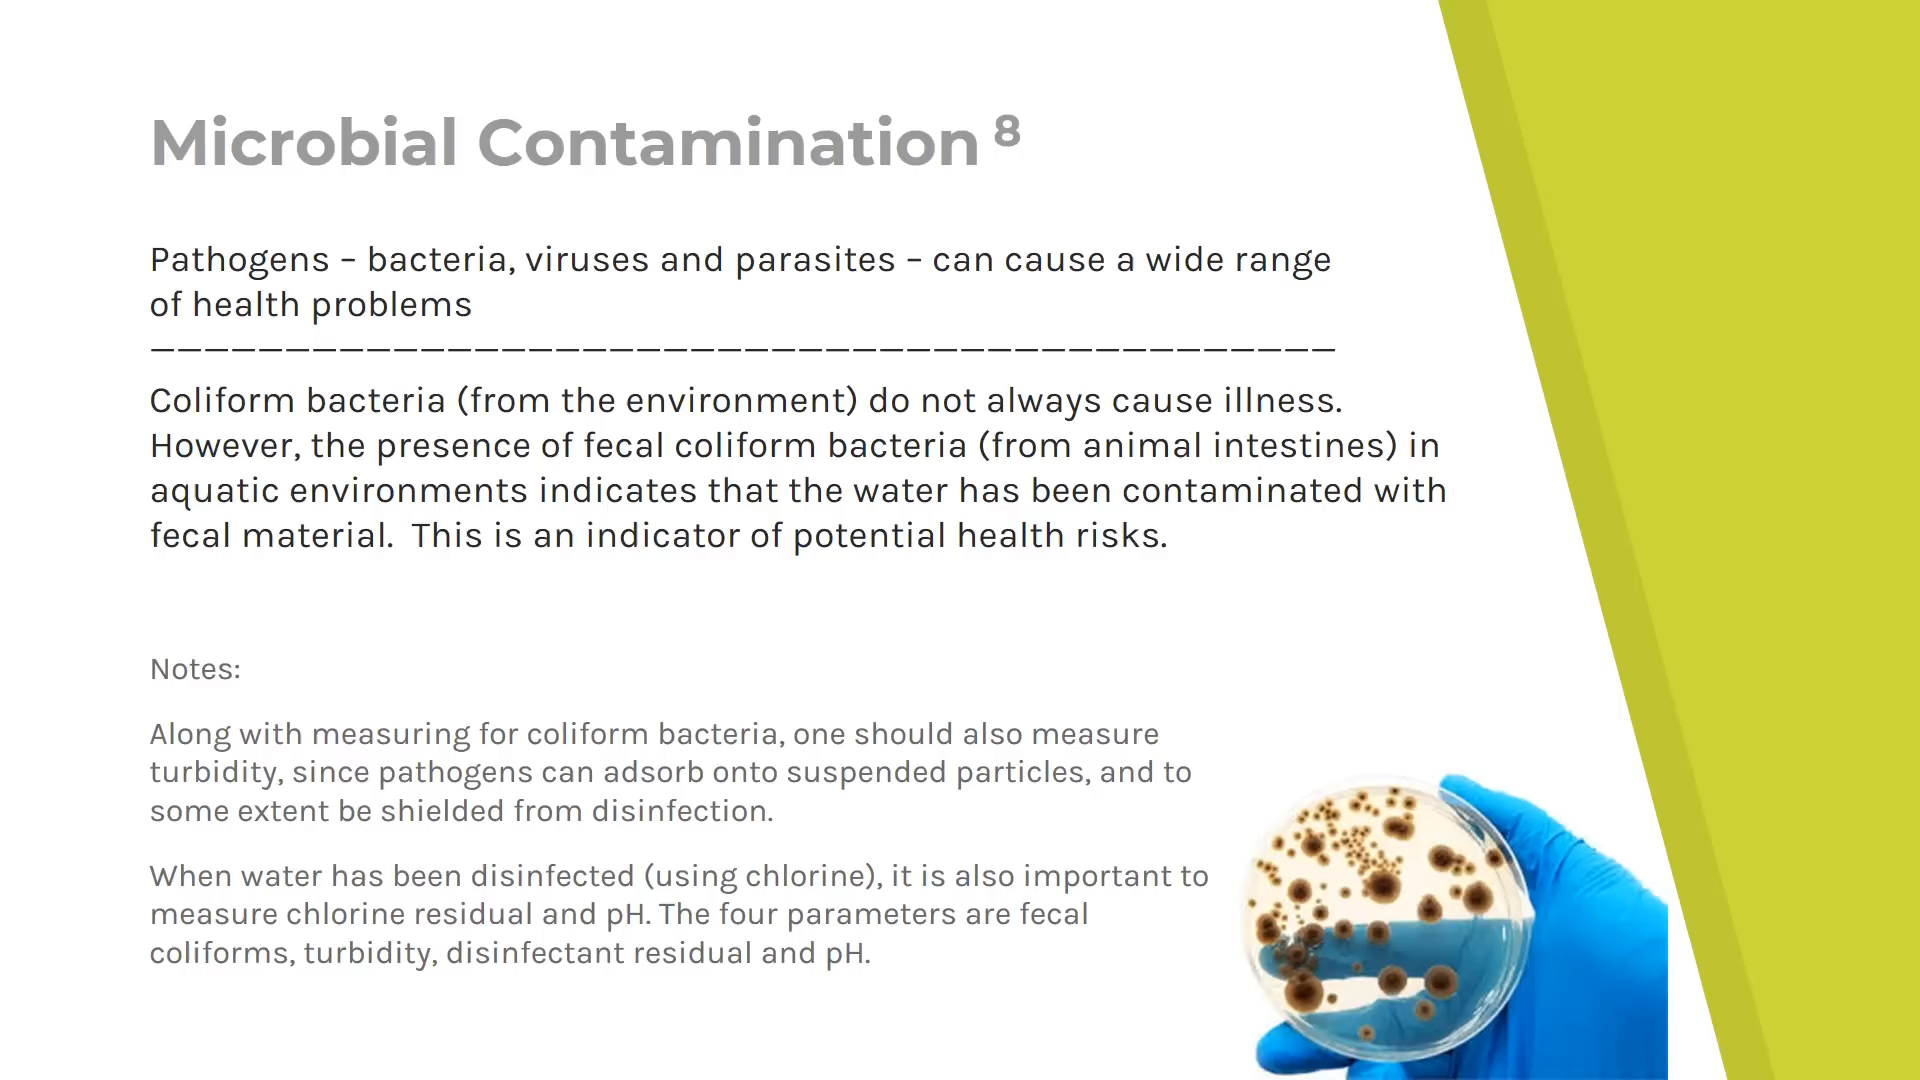 Microbial Contamination 8
Pathogens – bacteria, viruses and parasites – can cause a wide range
of health problems
____________________________________________
Coliform bacteria (from the environment) do not always cause illness.
However, the presence of fecal coliform bacteria (from animal intestines) in
aquatic environments indicates that the water has been contaminated with
fecal material.  This is an indicator of potential health risks.
Notes:
Along with measuring for coliform bacteria, one should also measure
turbidity, since pathogens can adsorb onto suspended particles, and to
some extent be shielded from disinfection.
When water has been disinfected (using chlorine), it is also important to
measure chlorine residual and pH. The four parameters are fecal
coliforms, turbidity, disinfectant residual and pH.